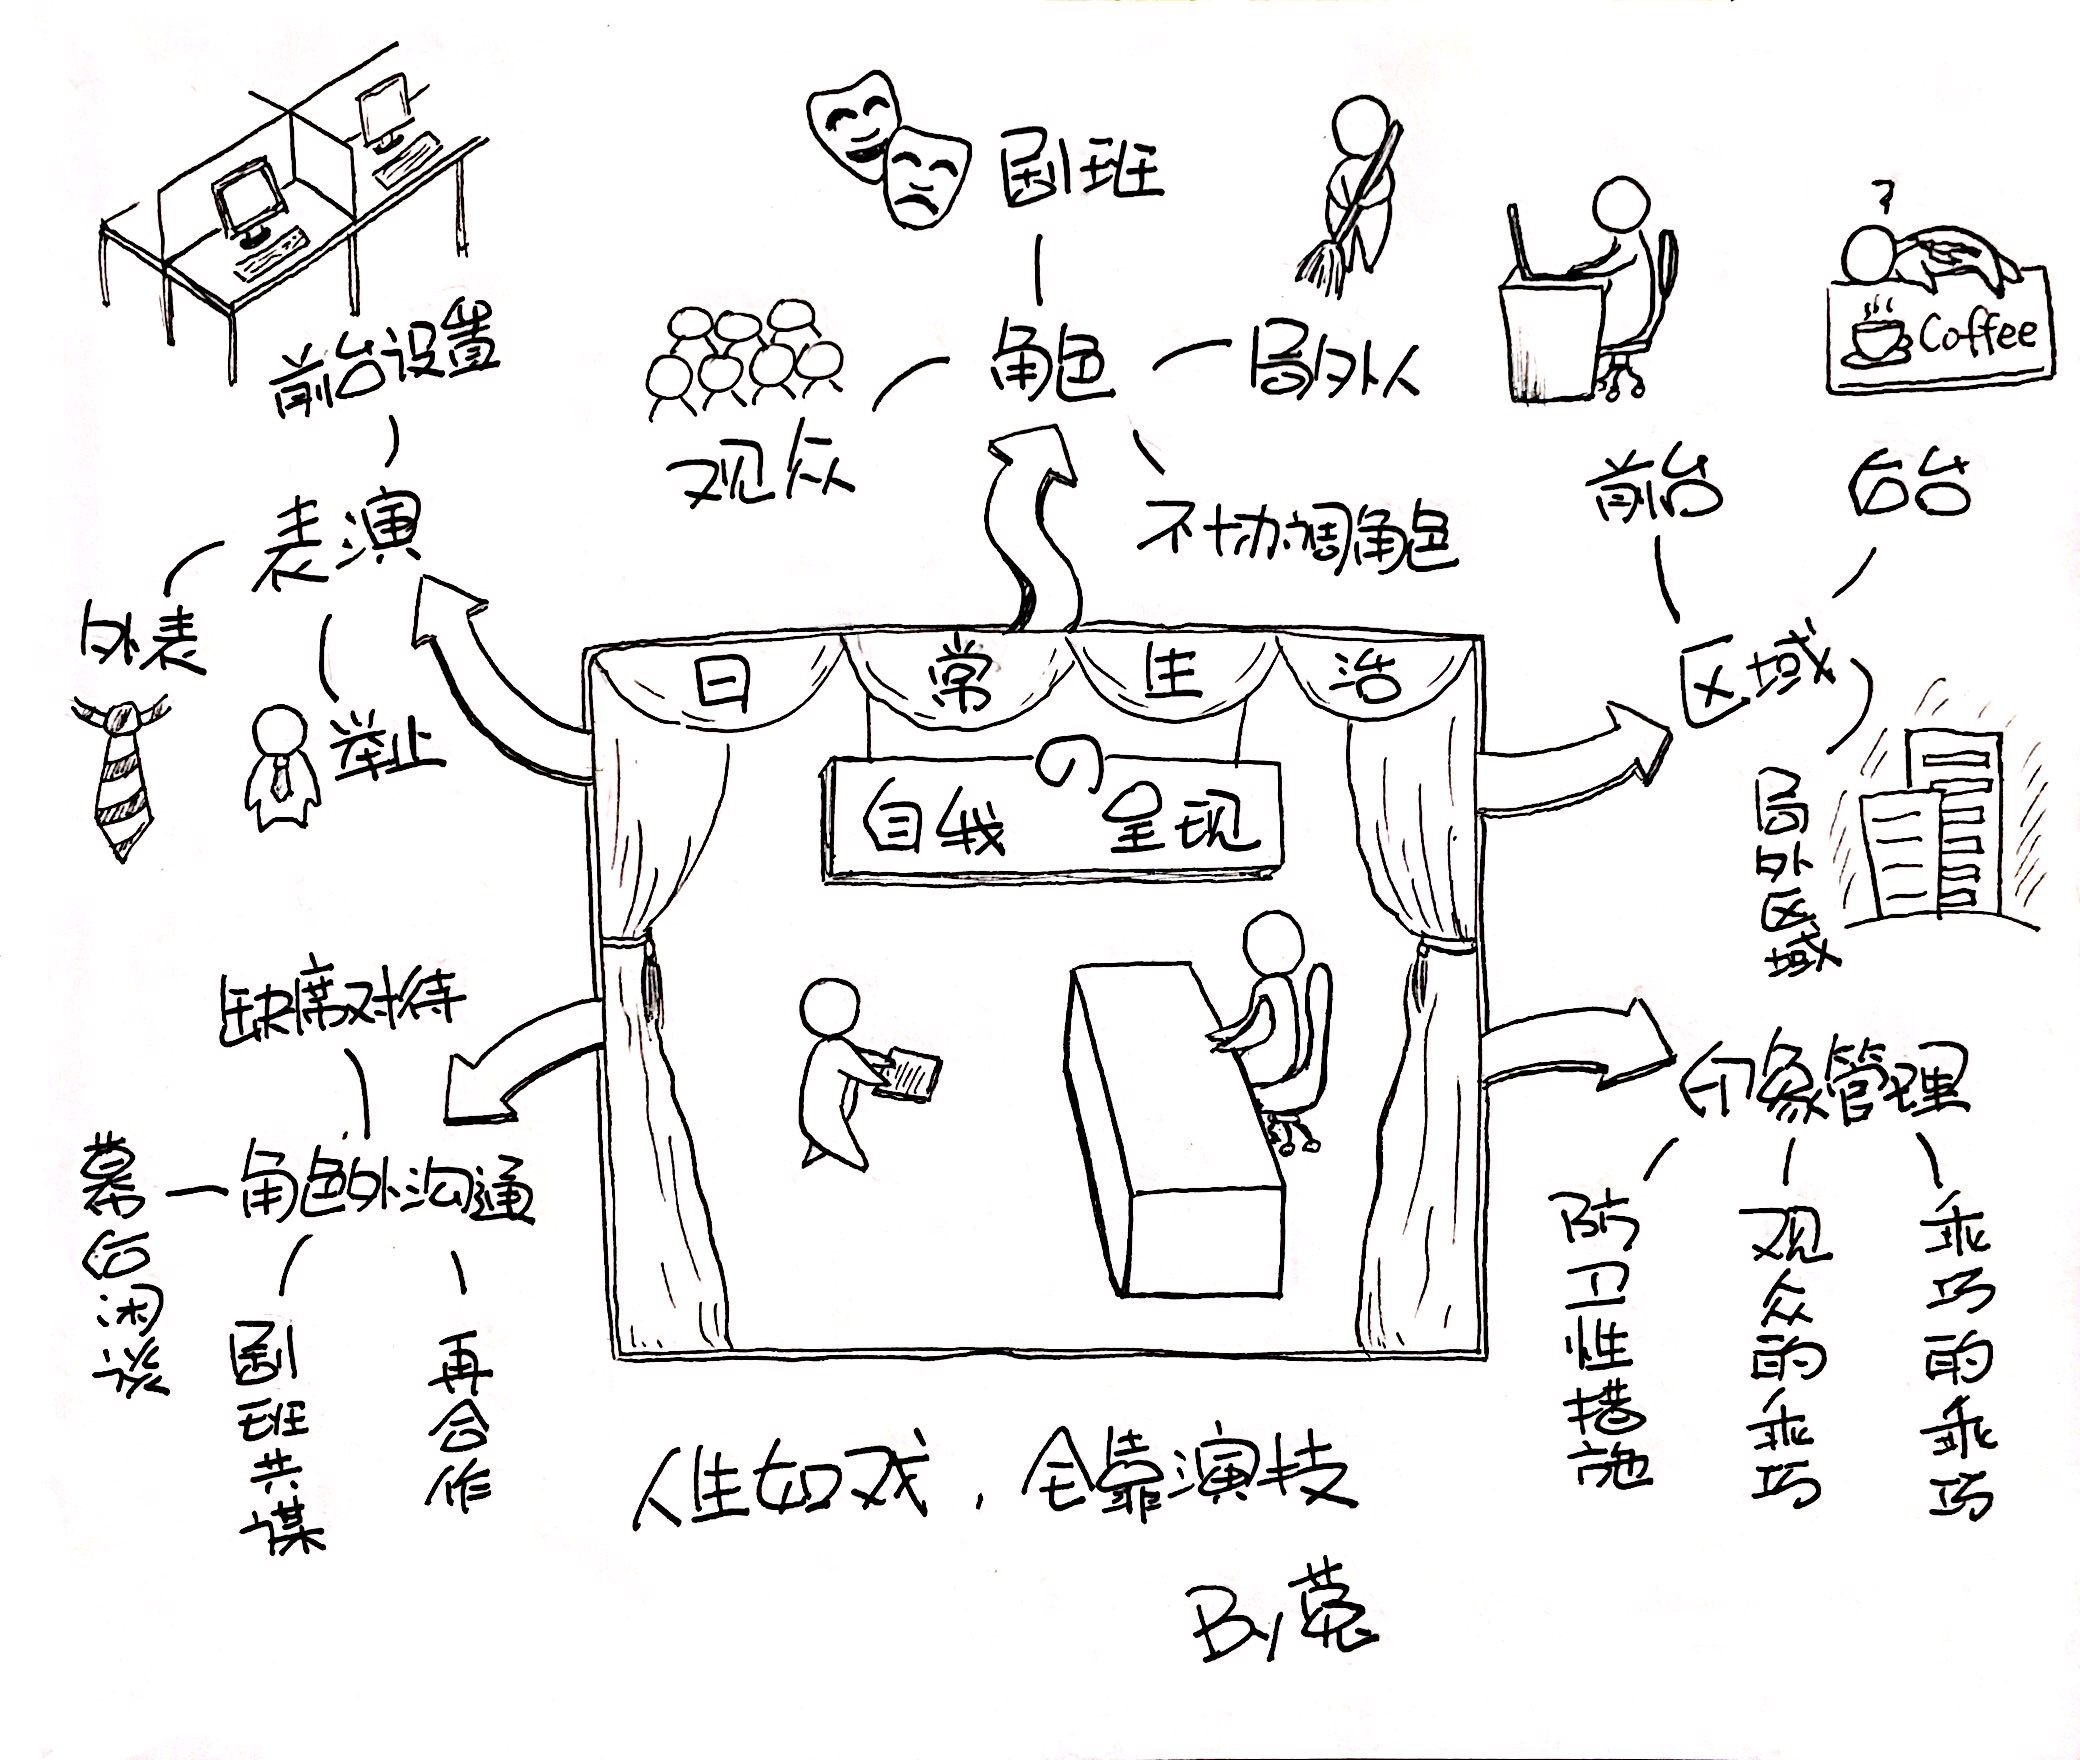 剧班
前台设置
角色
局外人
Coffee
观众
前台
后台
表演
不协调角色
外表
举止
日常生活
の
自我呈现
区域
局外区域
缺席对待
印象管理
幕后闲谈
角色外沟通
剧班共谋
再合作
防卫性措施
观众的乖巧
乖巧的乖巧
人生如戏，全靠演技
By